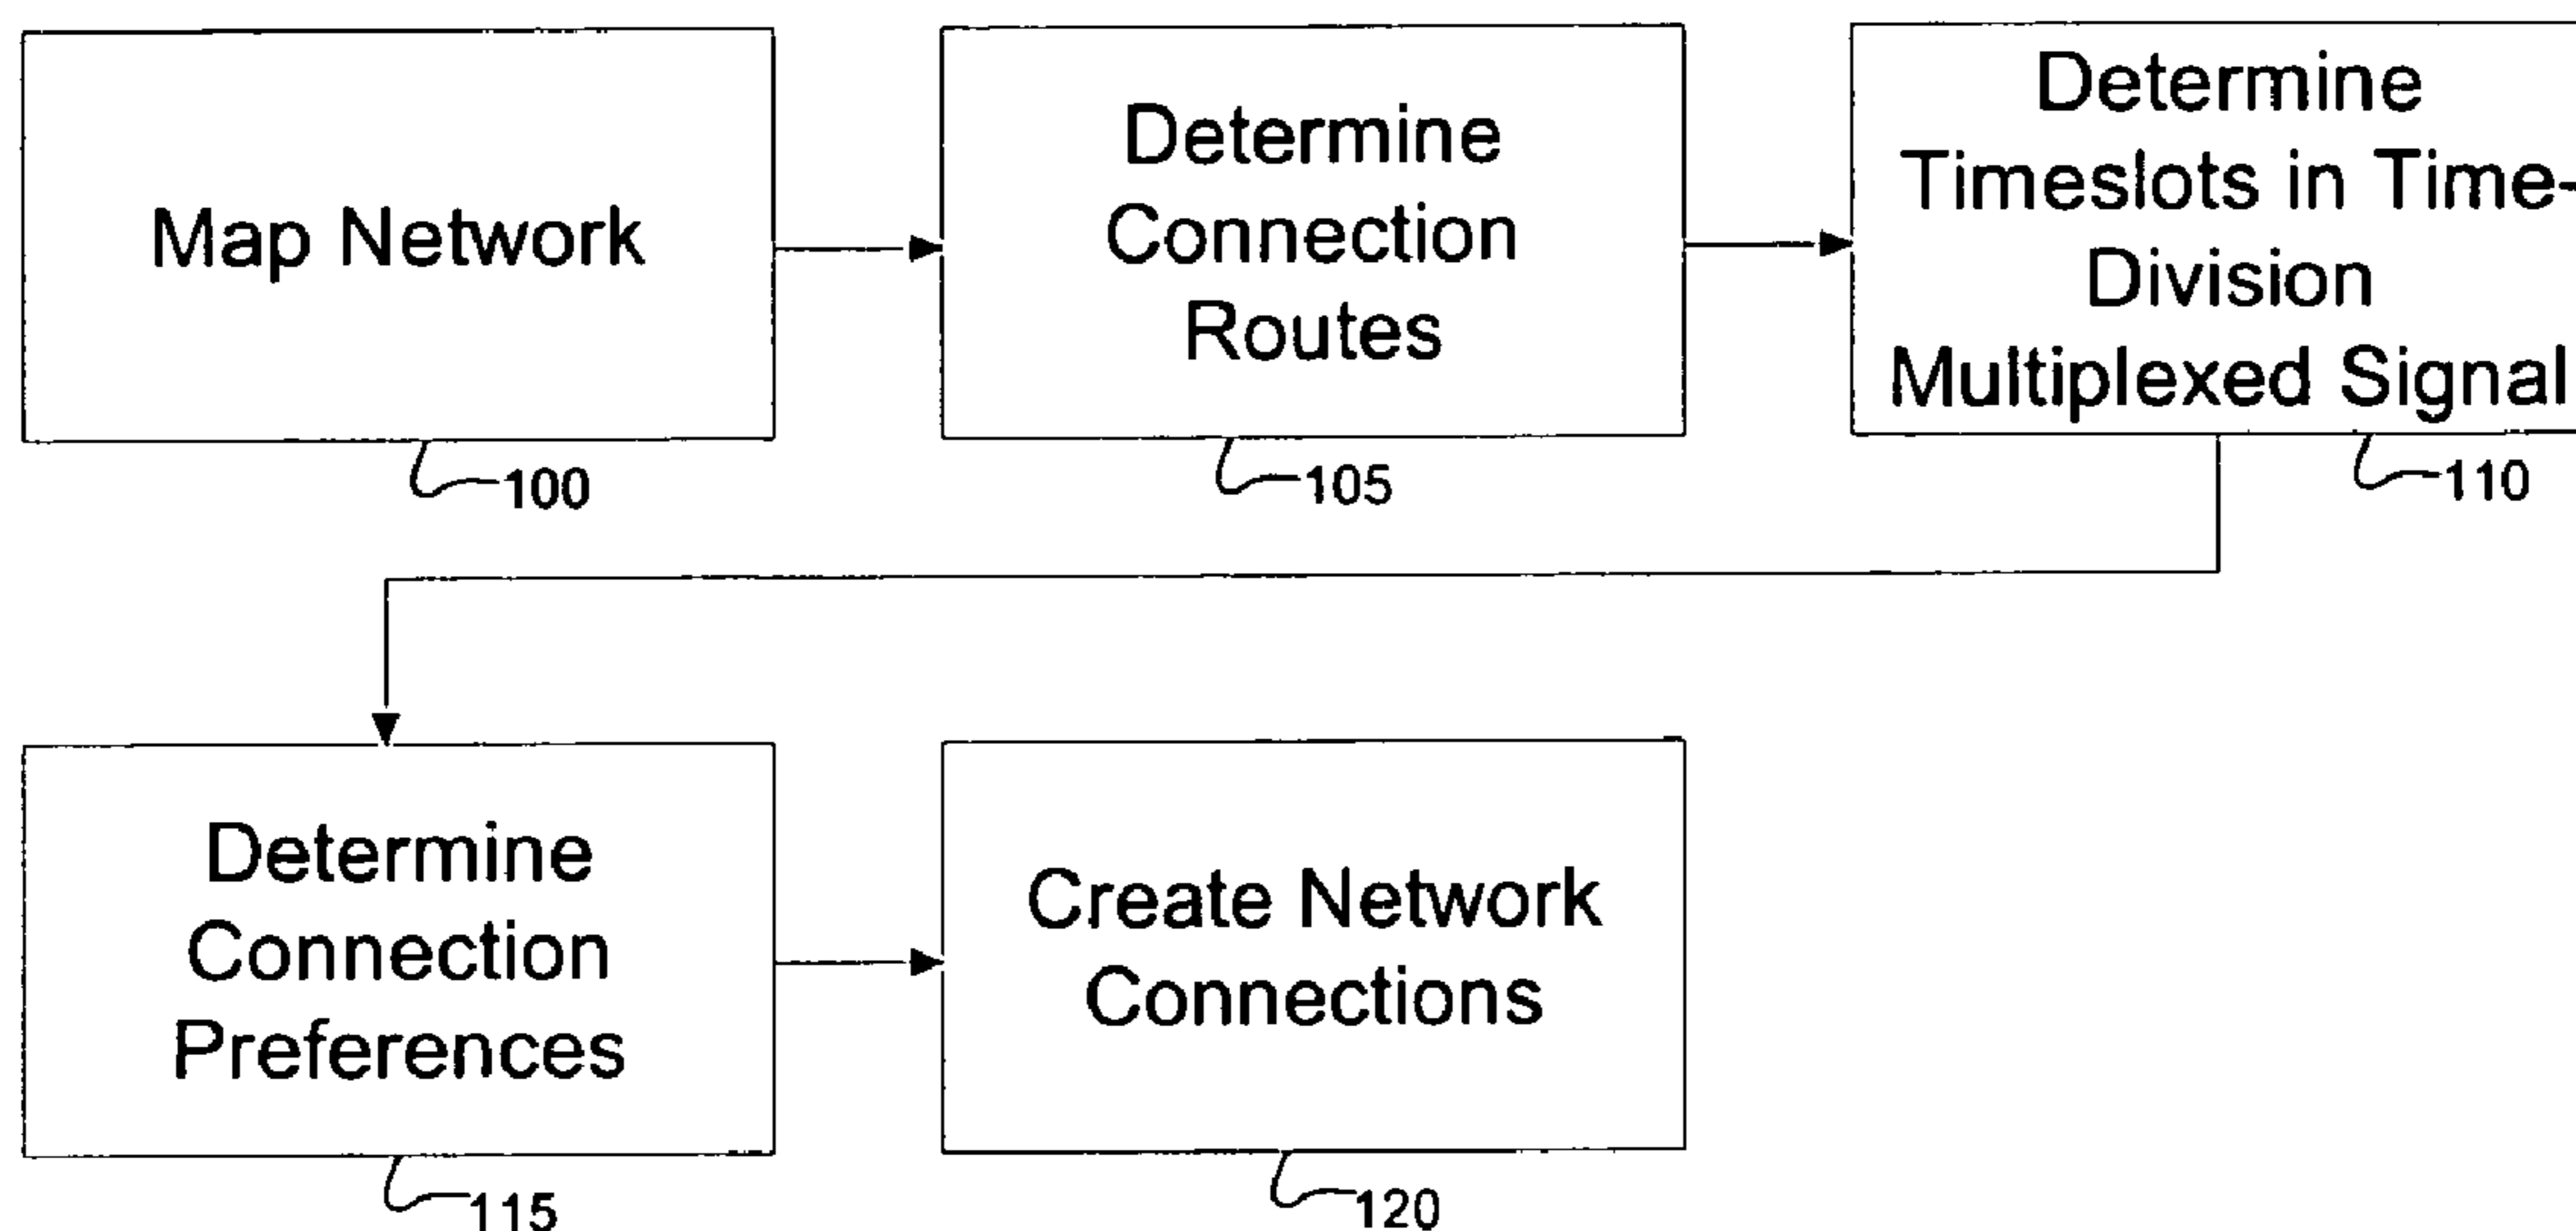 Map Network
100
Determine
Connection
Routes
105
Determine
Timeslots in Time-
Division
Multiplexed Signal
110
Determine
Connection
Preferences
115
Create Network
Connections
120